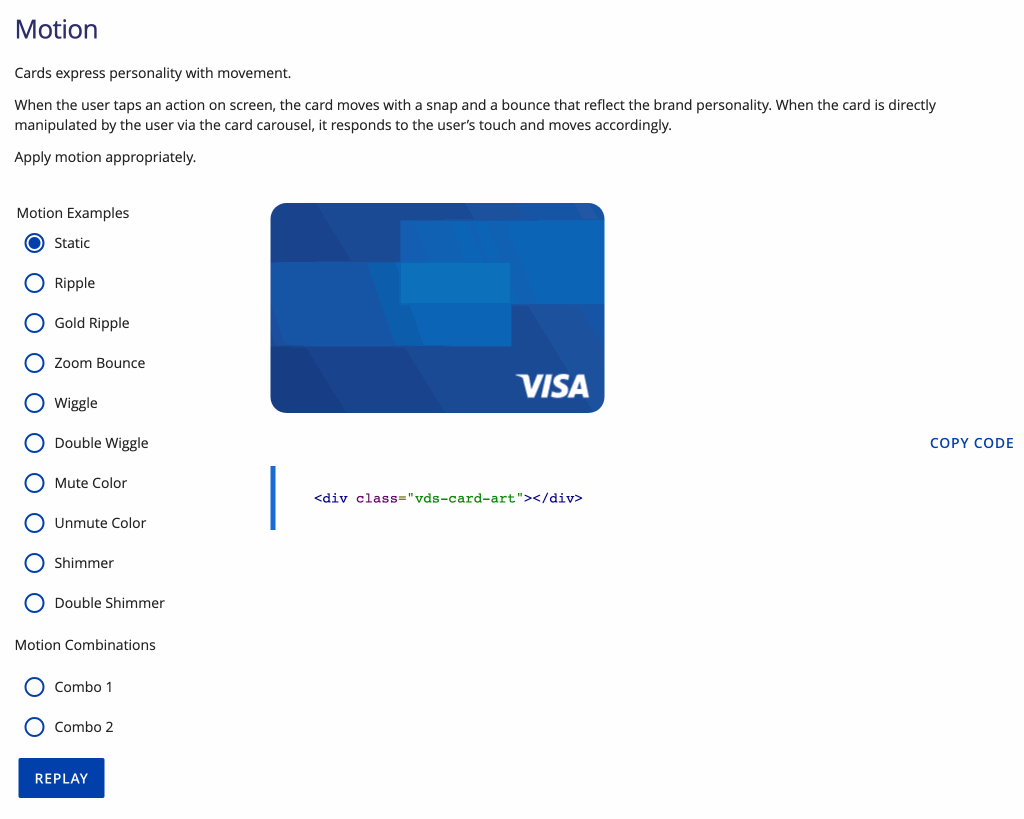 Motion
Cards express personality with movement.
When the user taps an action on screen, the card moves with a snap and a bounce that reflect the brand personality. When the card is directly
manipulated by the user via the card carousel, it responds to the user’s touch and moves accordingly.
Apply motion appropriately.
Motion Examples
Static
Ripple
Gold Ripple
Zoom Bounce
Wiggle
Double Wiggle
Mute Color
Unmute Color
Shimmer
Double Shimmer
Motion Combinations
Combo 1
Combo 2
REPLAY
VISA
COPY CODE
<div class="vds-card-art"></div>